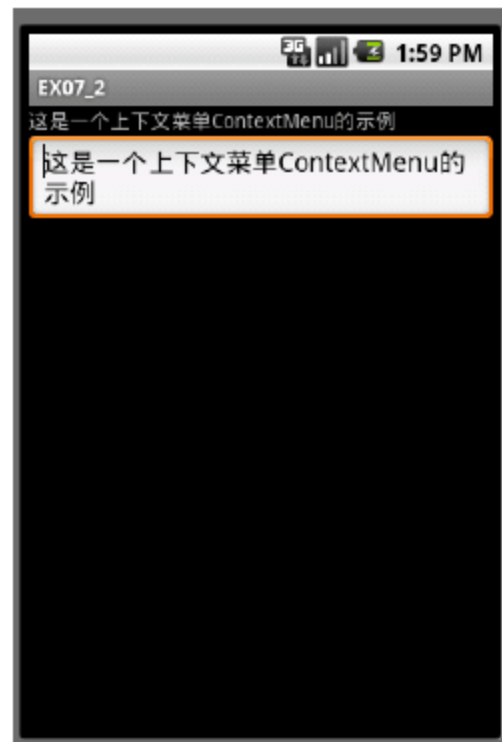 3G 1:59 PM
EX07_2
这是一个上下文菜单ContextMenu的示例
这是一个上下文菜单ContextMenu的
示例